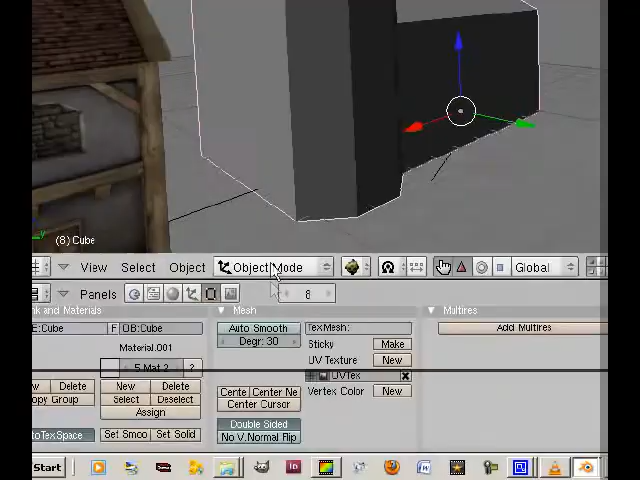 (8) Cube
View Select Object Object Mode Global
Panels 8
Mesh Multires
E:Cube F OB:Cube Auto Smooth TexMesh: Add Multires
Degr: 30 Sticky Make
Material.001
UV Texture New
5 Mat 2 ? UVTex
Delete New Delete Cente Center Ne Vertex Color New
opy Group Select Deselect Center Cursor
Assign
Double Sided
toTexSpace Set Smoo Set Solid No V.Normal Flip
Start